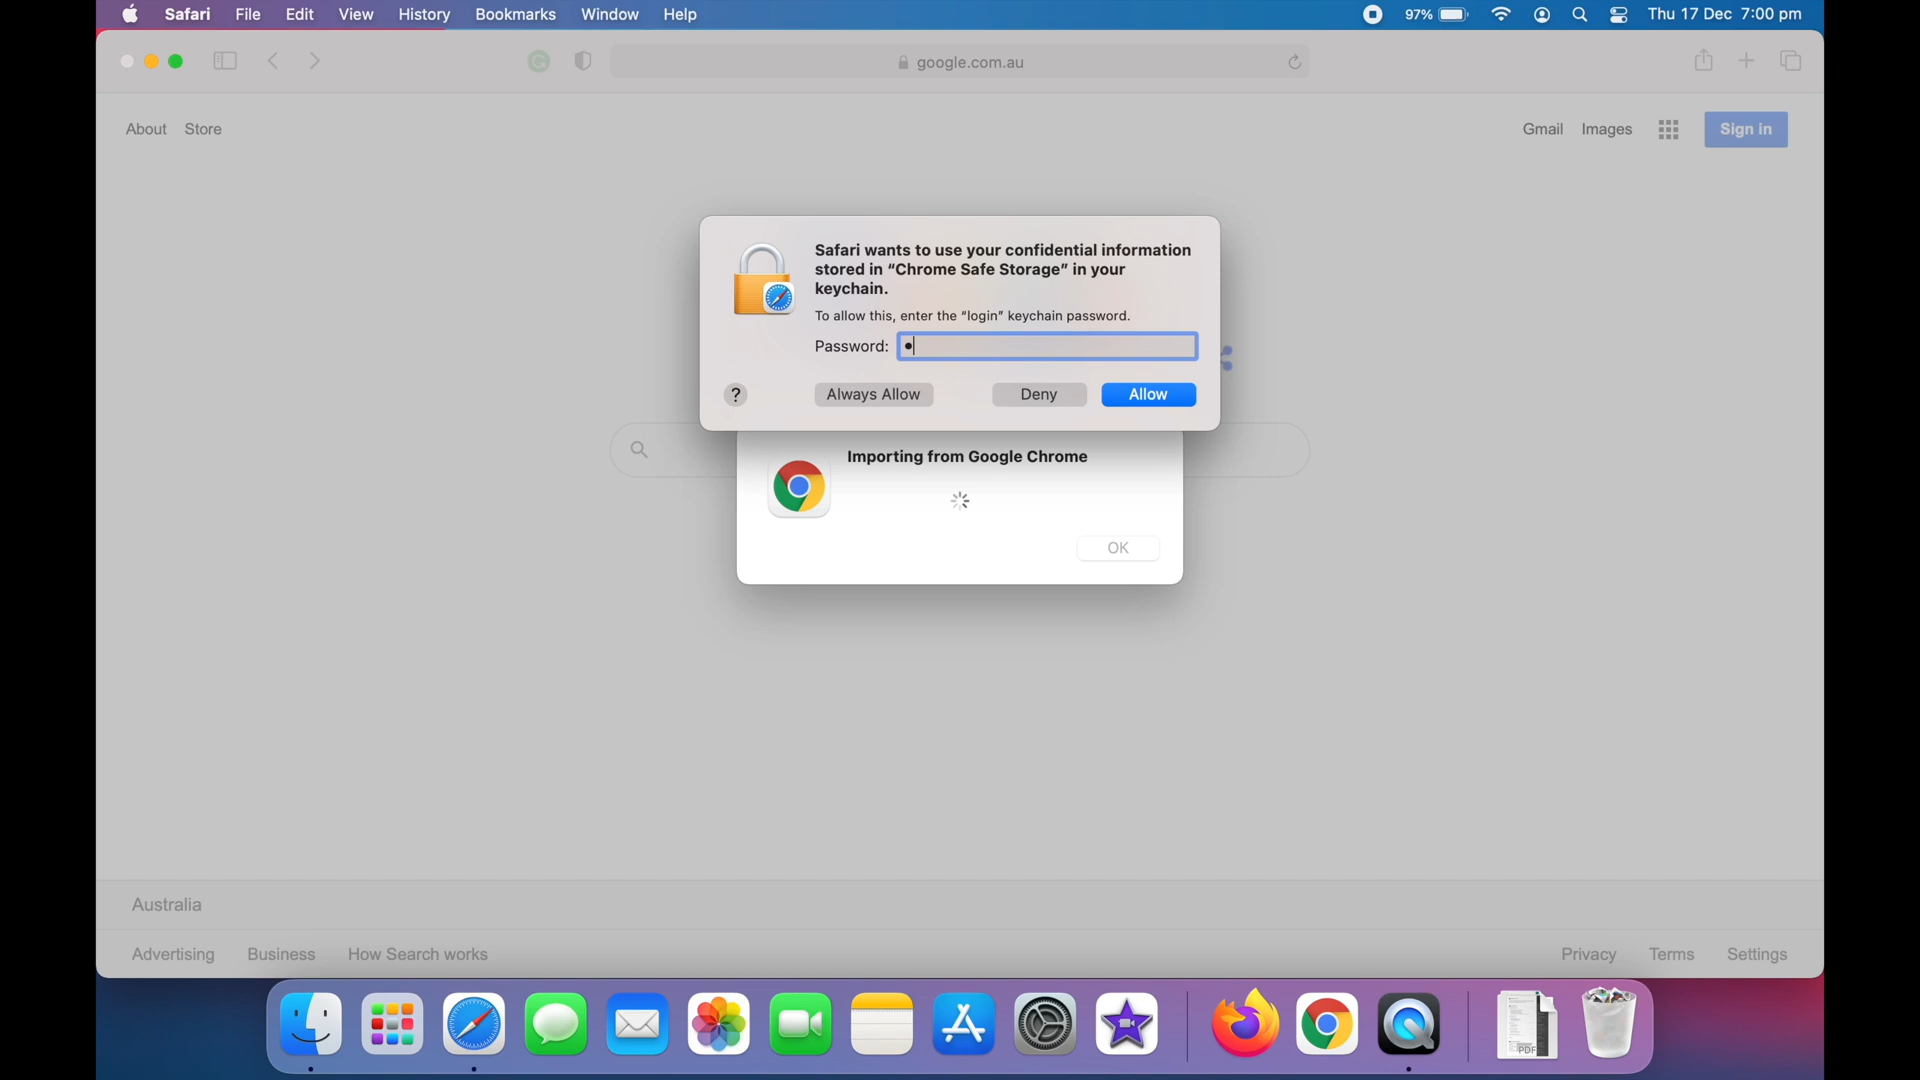 Safari File Edit View History Bookmarks Window Help 97% Thu 17 Dec 7:00 pm
google.com.au
About Store Gmail Images Sign in
Safari wants to use your confidential information
stored in “Chrome Safe Storage” in your
keychain.
To allow this, enter the “login” keychain password.
Password: •
? Always Allow Deny Allow
Importing from Google Chrome
OK
Australia
Advertising Business How Search works Privacy Terms Settings
PDF